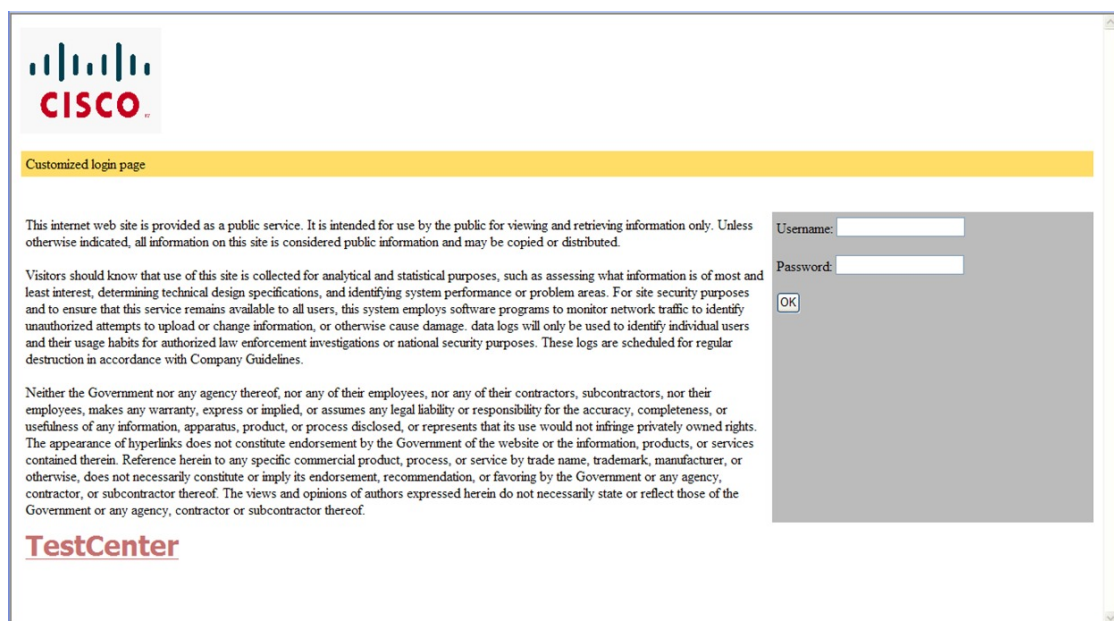 CISCO
Customized login page
This internet web site is provided as a public service. It is intended for use by the public for viewing and retrieving information only. Unless
otherwise indicated, all information on this site is considered public information and may be copied or distributed.
Username:
Visitors should know that use of this site is collected for analytical and statistical purposes, such as assessing what information is of most and
Password:
least interest, determining technical design specifications, and identifying system performance or problem areas. For site security purposes
and to ensure that this service remains available to all users, this system employs software programs to monitor network traffic to identify
OK
unauthorized attempts to upload or change information, or otherwise cause damage. data logs will only be used to identify individual users
and their usage habits for authorized law enforcement investigations or national security purposes. These logs are scheduled for regular
destruction in accordance with Company Guidelines.
Neither the Government nor any agency thereof, nor any of their employees, nor any of their contractors, subcontractors, nor their
employees, makes any warranty, express or implied, or assumes any legal liability or responsibility for the accuracy, completeness, or
usefulness of any information, apparatus, product, or process disclosed, or represents that its use would not infringe privately owned rights.
The appearance of hyperlinks does not constitute endorsement by the Government of the website or the information, products, or services
contained therein. Reference herein to any specific commercial product, process, or service by trade name, trademark, manufacturer, or
otherwise, does not necessarily constitute or imply its endorsement, recommendation, or favoring by the Government or any agency,
contractor, or subcontractor thereof. The views and opinions of authors expressed herein do not necessarily state or reflect those of the
Government or any agency, contractor or subcontractor thereof.
TestCenter